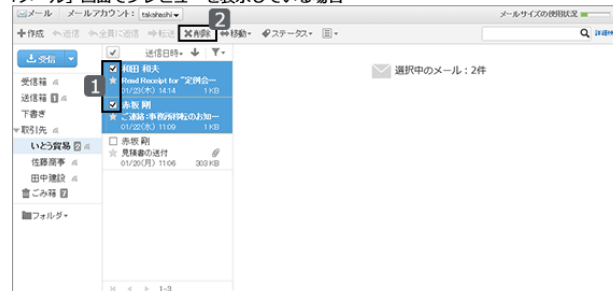 「メール」画面でプレビューを表示している場合
メール メールアカウント: takahashi メールサイズの使用状況
2
+作成 返信 全員に返信 転送 ×削除 移動 ステータス 詳細検
受信 送信日時
1
和田 和夫
Read Receipt for "定例会…
01/23(木) 14:14 1 KB
選択中のメール：2件
受信箱
送信箱 1
下書き
取引先
いとう貿易 2
佐藤商事
田中建設
ごみ箱 2
フォルダ
赤坂 剛
ご連絡:事務所移転のお知…
01/22(水) 11:09 1 KB
赤坂 剛
見積書の送付
01/20(月) 11:06 303 KB
1-3